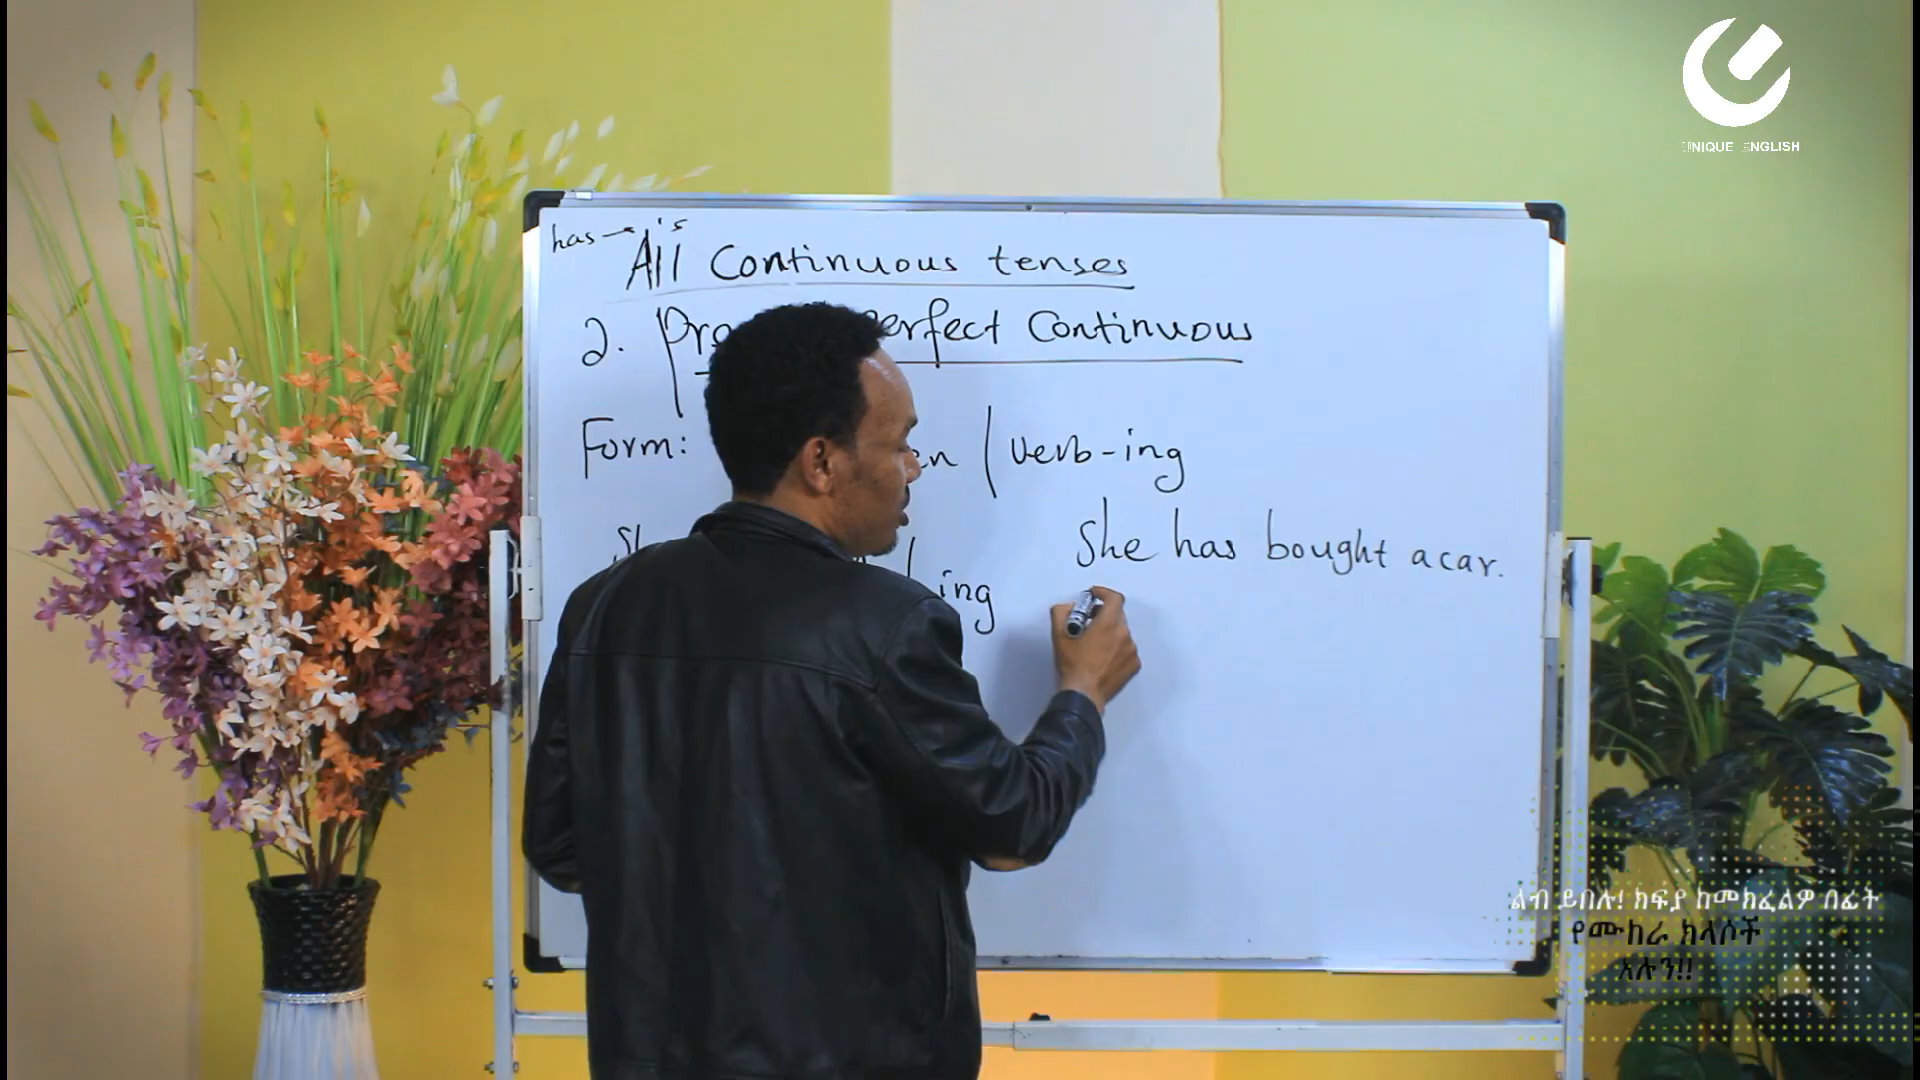 UNIQUE ENGLISH
has → is
All Continuous tenses
2. Perfect Continuous
Form: | verb-ing
She has bought a car.
ing
ልብ ይበሉ! ክፍያ ከመክፈልዎ በፊት
የሙከራ ክላሶች
አሉን!!